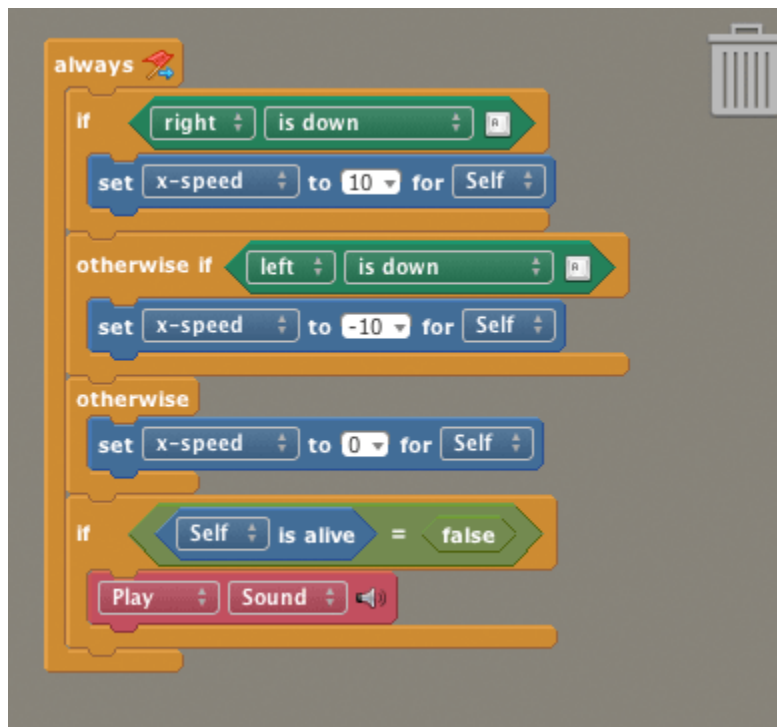 always
if right is down A
set x-speed to 10 for Self
otherwise if left is down A
set x-speed to -10 for Self
otherwise
set x-speed to 0 for Self
if Self is alive = false
Play Sound